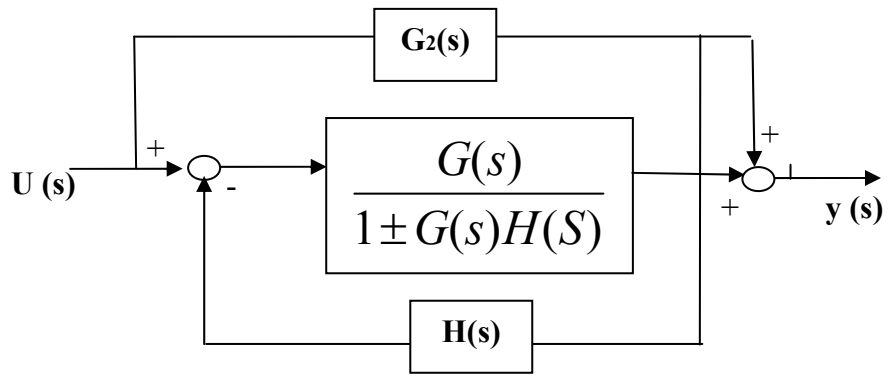 G2(s)
+
+
U (s)
-
G(s)
1 ± G(s)H(S)
+
y (s)
H(s)